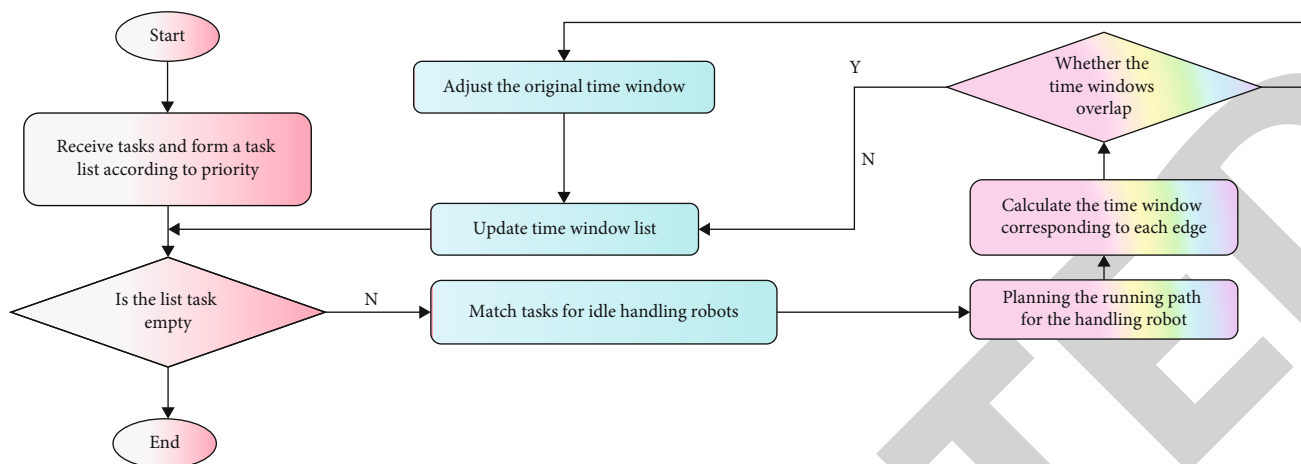 Start
Receive tasks and form a task
list according to priority
Is the list task
empty
End
N
Adjust the original time window
Update time window list
Match tasks for idle handling robots
Y
N
Whether the
time windows
overlap
Calculate the time window
corresponding to each edge
Planning the running path
for the handling robot